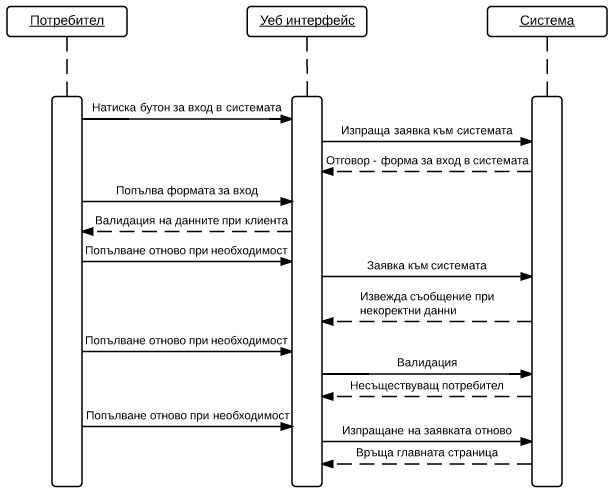 Потребител
Уеб интерфейс
Система
Натиска бутон за вход в системата
Изпраща заявка към системата
Отговор - форма за вход в системата
Попълва формата за вход
Валидация на данните при клиента
Попълване отново при необходимост
Заявка към системата
Извежда съобщение при
некоректни данни
Попълване отново при необходимост
Валидация
Несъществуващ потребител
Попълване отново при необходимост
Изпращане на заявката отново
Връща главната страница